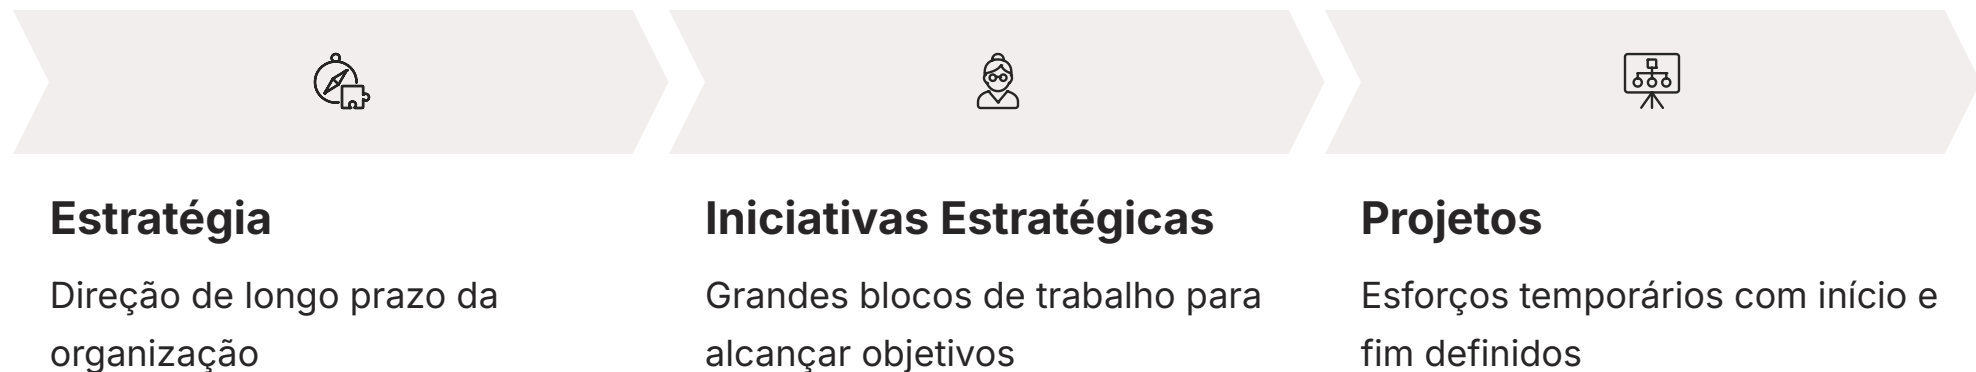 Estratégia
Direção de longo prazo da
organização
Iniciativas Estratégicas
Grandes blocos de trabalho para
alcançar objetivos
Projetos
Esforços temporários com início e
fim definidos